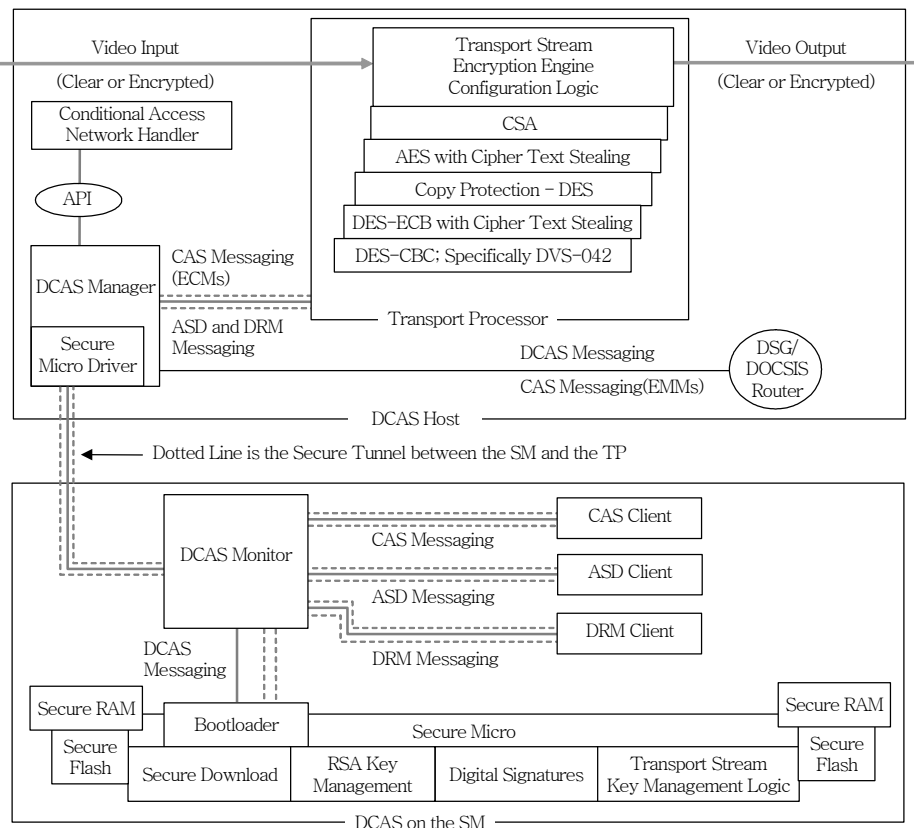 Video Input
(Clear or Encrypted)
Transport Stream
Encryption Engine
Configuration Logic
Video Output
(Clear or Encrypted)
Conditional Access
Network Handler
CSA
AES with Cipher Text Stealing
Copy Protection - DES
DES-ECB with Cipher Text Stealing
DES-CBC; Specifically DVS-042
API
DCAS Manager
CAS Messaging
(ECMs)
ASD and DRM
Messaging
Transport Processor
Secure
Micro Driver
DCAS Messaging
CAS Messaging(EMMs)
DSG/
DOCSIS
Router
DCAS Host
Dotted Line is the Secure Tunnel between the SM and the TP
DCAS Monitor
CAS Client
CAS Messaging
ASD Client
ASD Messaging
DRM Client
DRM Messaging
DCAS
Messaging
Secure RAM
Bootloader
Secure Micro
Secure RAM
Secure
Flash
Secure Download
RSA Key
Management
Digital Signatures
Transport Stream
Key Management Logic
Secure
Flash
DCAS on the SM